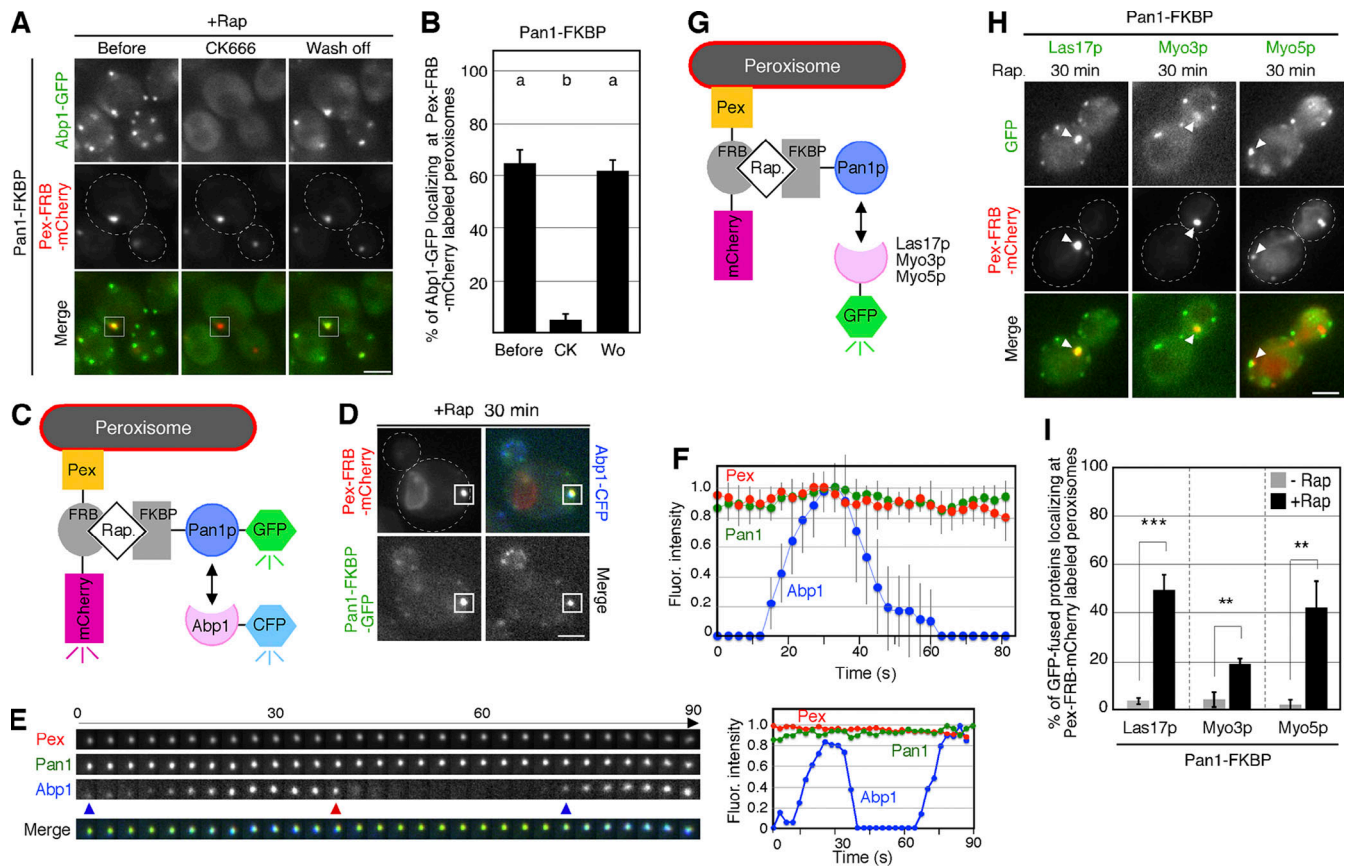 A
+Rap
Before CK666 Wash off
Pan1-FKBP
Abp1-GFP
Pex-FRB
-mCherry
Merge
B
Pan1-FKBP
% of Abp1-GFP localizing at Pex-FRB
-mCherry labeled peroxisomes
100
80
60
40
20
a b a
Before CK Wo
C
Peroxisome
Pex
FRB
Rap.
FKBP
Pan1p
GFP
mCherry
Abp1
CFP
D
+Rap 30 min
Pex-FRB
-mCherry
Abp1-CFP
Pan1-FKBP
-GFP
Merge
E
0 30 60 90
Pex
Pan1
Abp1
Merge
Fluor. intensity
1.0
0.8
0.6
0.4
0.2
0
Pex
Pan1
Abp1
0 30 60 90
Time (s)
F
Fluor. intensity
1.0
0.8
0.6
0.4
0.2
0
Pex
Pan1
Abp1
0 20 40 60 80
Time (s)
G
Peroxisome
Pex
FRB
Rap.
FKBP
Pan1p
mCherry
Las17p
Myo3p
Myo5p
GFP
H
Pan1-FKBP
Las17p Myo3p Myo5p
Rap. 30 min 30 min 30 min
GFP
Pex-FRB
-mCherry
Merge
I
% of GFP-fused proteins localizing at
Pex-FRB-mCherry labeled peroxisomes
100
80
60
40
20
0
- Rap
+Rap
***
**
**
Las17p Myo3p Myo5p
Pan1-FKBP